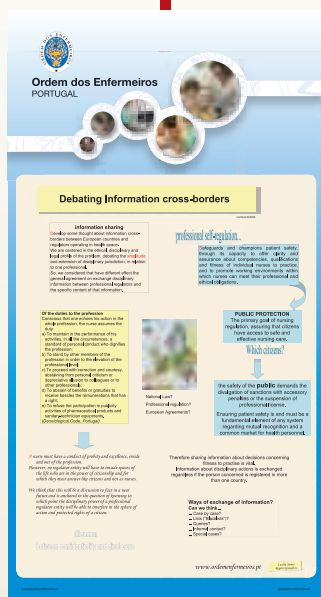 Ordem dos Enfermeiros
PORTUGAL
Debating Information cross-borders
information sharing
Develop some thought about information cross-
borders between European countries and
regulators operating in health space.
We are centered in the ethical, disciplinary and
legal profile of the problem, debating the amplitude
and extension of disciplinary jurisdiction, in relation
to one professional.
So, we considered that have different affect the
general agreement an exchange disciplinary
information between professional regulators and
the specific content of that information.
professional self-regulation...
Safeguards and champions patient safety,
through its capacity to offer clarity and
assurance about competencies, qualifications
and fitness of individual nurses to practice,
and to promote working environments within
which nurses can meet their professional and
ethical obligations.
Of the duties to the profession
Conscious that one echoes his action in the
whole profession, the nurse assumes the
duty:
a) To maintain in the performance of his
activities, in all the circumstances, a
standard of personal conduct who dignifies
the profession;
b) To stand by other members of the
profession in order to the elevation of the
professional level;
c) To proceed with correction and courtesy,
abstaining from personal criticism or
depreciative allusion to colleagues or to
other professionals;
d) To abstain of benefits or gratuities to
receive besides the remunerations that has
a right;
e) To refuse the participation in publicity
activities of pharmaceutical products and
sanitary-technician equipments.
(Deontological Code, Portugal)
PUBLIC PROTECTION
The primary goal of nursing
regulation, assuring that citizens
have access to safe and
effective nursing care.
Which citizens?
National Law?
Professional regulation?
European Agreements?
the safety of the public demands the
divulgation of sanctions with accessory
penalties or the suspension of
professional license,
Ensuring patient safety is and must be a
fundamental element of any system
regarding mutual recognition and a
common market for health personnel.
A nurse must have a conduct of probity and excellence, inside
and out of the profession.
However, no regulator entity will have to invade spaces of
the life who are in the power of citizenship and for
which they must answer like citizens and not as nurses
We think that this will be a discussion to face in a near
future and is anchored to the question of knowing to
which point the disciplinary power of a professional
regulator entity will be able to interfere in the sphere of
action and protected rights of a citizen.
Therefore sharing information about decisions concerning
fitness to practise is vital.
Information about disciplinary actions is exchanged
regardless if the person concerned is registered in more
than one country.
Ways of exchange of information?
Can we think...
Case by case?
Lists ("Blacklists")?
Queries?
Informal contact?
Special cases?
dilemma
between confidentiality and disclosure
www.ordemenfermeiros.pt